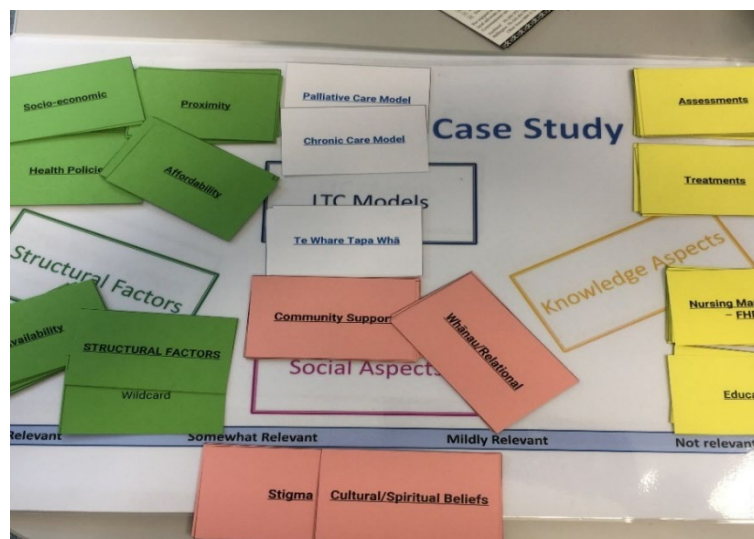 Socio-economic
Proximity
Palliative Care Model
Chronic Care Model
Case Study
Assessments
Health Policie
Affordability
LTC Models
Treatments
Te Whare Tapa Whā
Structural Factors
Knowledge Aspects
Availability
Community Suppor
Whānau/Relational
Nursing Ma
– FH
STRUCTURAL FACTORS
Wildcard
Social Aspects
Educa
Relevant
Somewhat Relevant
Mildly Relevant
Not relevant
Stigma
Cultural/Spiritual Beliefs